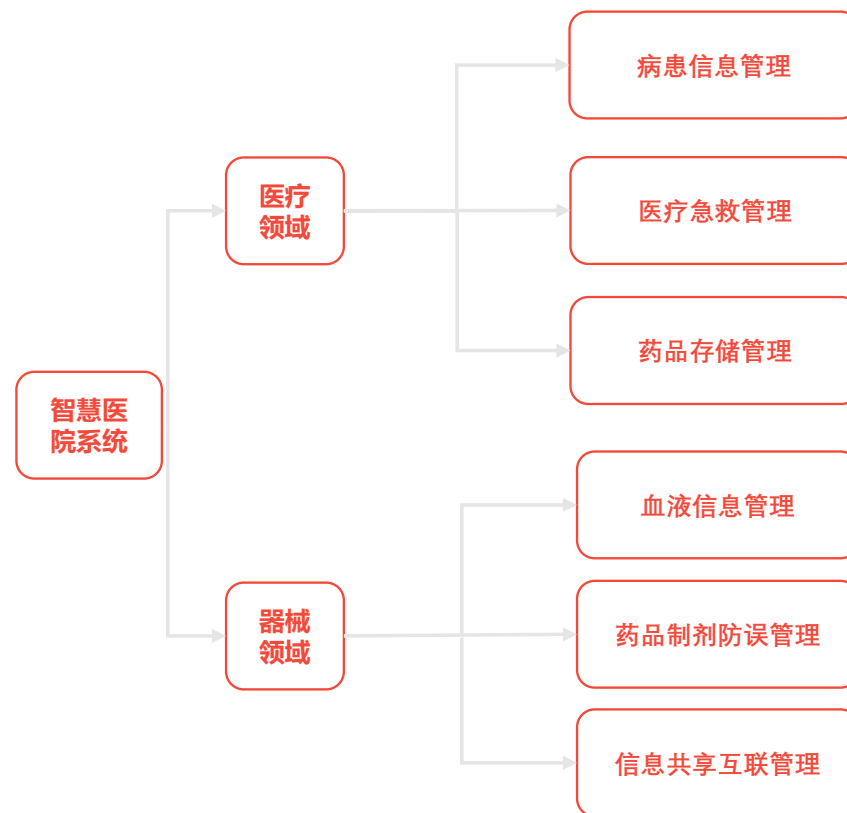 病患信息管理
医疗
领域
医疗急救管理
药品存储管理
智慧医
院系统
血液信息管理
器械
领域
药品制剂防误管理
信息共享互联管理